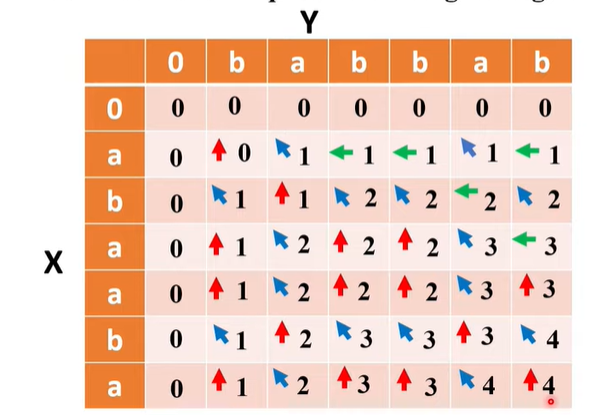 Y
0 b a b b a b
0 0 0 0 0 0 0 0
a 0 0 1 1 1 1 1
b 0 1 1 2 2 2 2
X
a 0 1 2 2 2 3 3
a 0 1 2 2 2 3 3
b 0 1 2 3 3 3 4
a 0 1 2 3 3 4 4